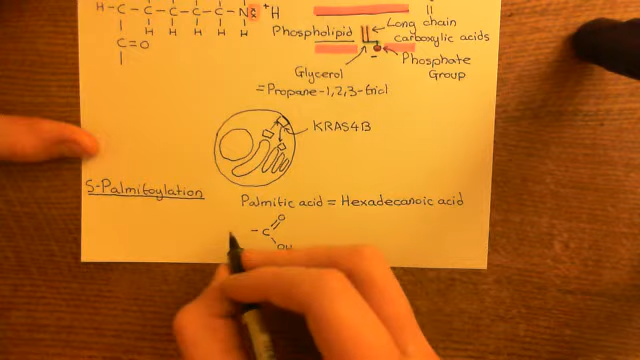 H-C-C-C-C-C-N⊕ +H
H H H H
C=O
Phospholipid
Long chain
carboxylic acids
Phosphate
Group
Glycerol
=Propane-1,2,3-triol
KRAS4B
S-Palmitoylation
Palmitic acid = Hexadecanoic acid
O
-C
OH